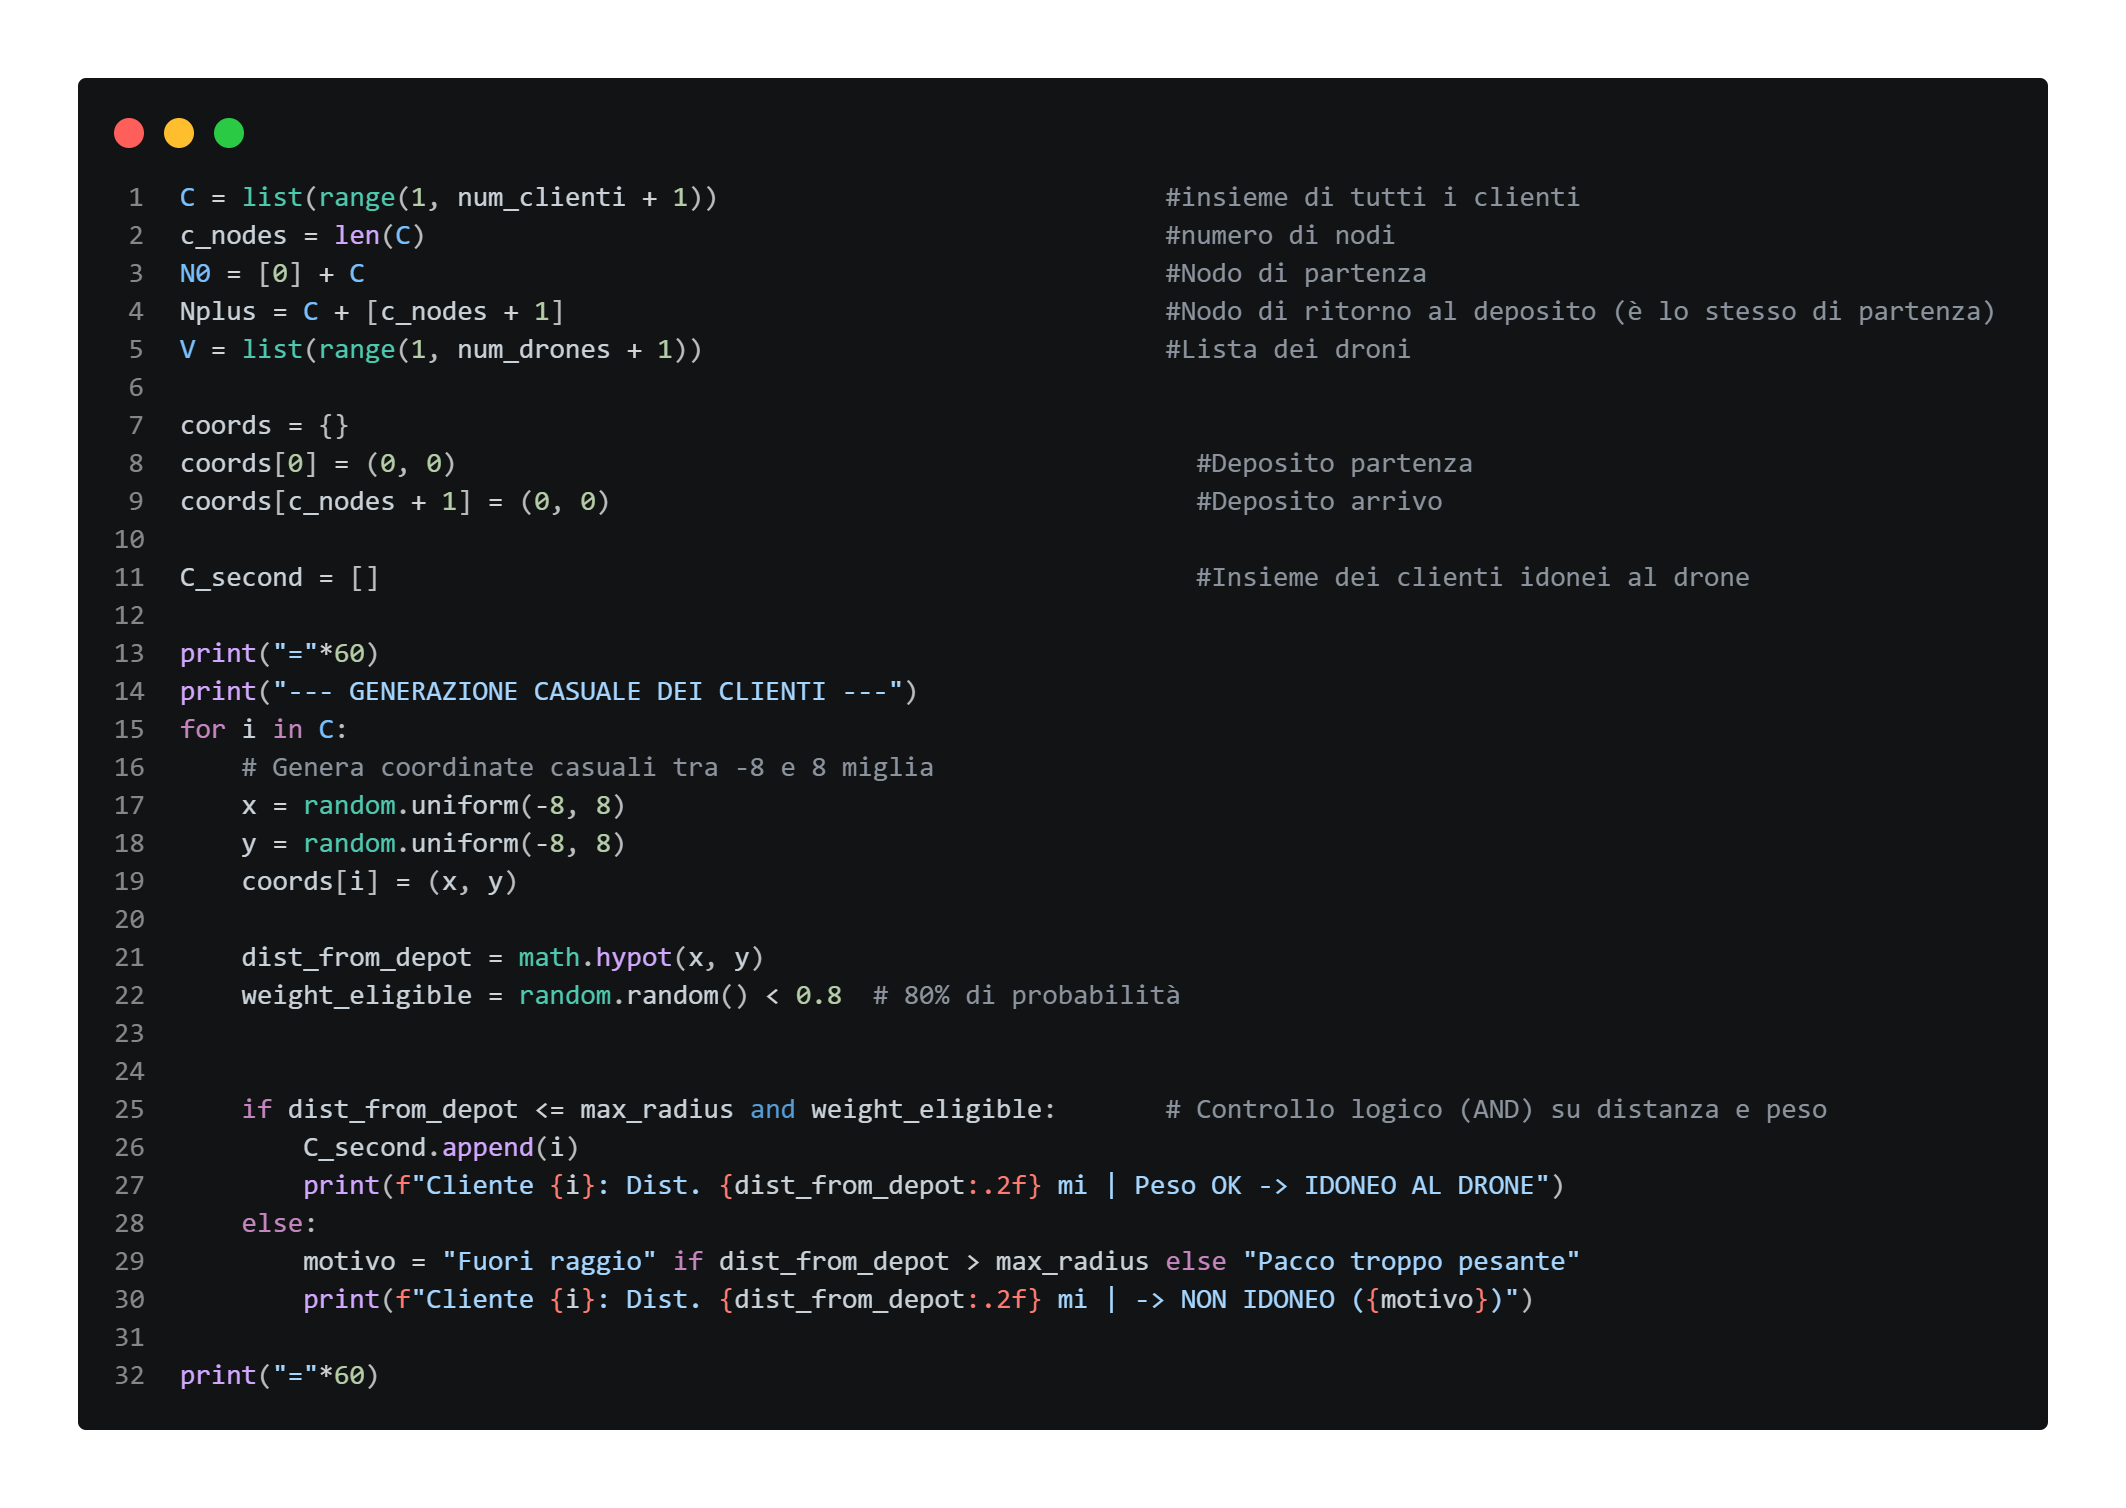 1 C = list(range(1, num_clienti + 1)) #insieme di tutti i clienti
2 c_nodes = len(C) #numero di nodi
3 N0 = [0] + C #Nodo di partenza
4 Nplus = C + [c_nodes + 1] #Nodo di ritorno al deposito (è lo stesso di partenza)
5 V = list(range(1, num_drones + 1)) #Lista dei droni
6
7 coords = {}
8 coords[0] = (0, 0) #Deposito partenza
9 coords[c_nodes + 1] = (0, 0) #Deposito arrivo
10
11 C_second = [] #Insieme dei clienti idonei al drone
12
13 print("="*60)
14 print("--- GENERAZIONE CASUALE DEI CLIENTI ---")
15 for i in C:
16     # Genera coordinate casuali tra -8 e 8 miglia
17     x = random.uniform(-8, 8)
18     y = random.uniform(-8, 8)
19     coords[i] = (x, y)
20
21     dist_from_depot = math.hypot(x, y)
22     weight_eligible = random.random() < 0.8  # 80% di probabilità
23
24
25     if dist_from_depot <= max_radius and weight_eligible: # Controllo logico (AND) su distanza e peso
26         C_second.append(i)
27         print(f"Cliente {i}: Dist. {dist_from_depot:.2f} mi | Peso OK -> IDONEO AL DRONE")
28     else:
29         motivo = "Fuori raggio" if dist_from_depot > max_radius else "Pacco troppo pesante"
30         print(f"Cliente {i}: Dist. {dist_from_depot:.2f} mi | -> NON IDONEO ({motivo})")
31
32 print("="*60)